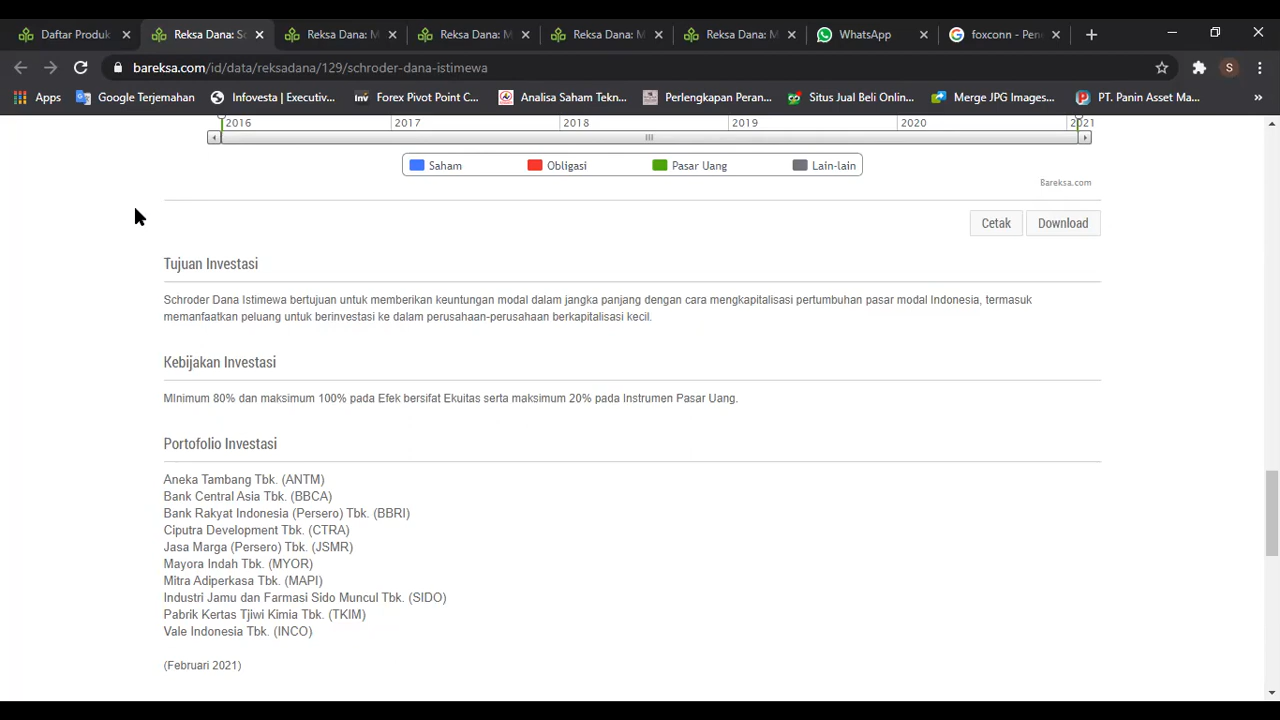 Daftar Produk
Reksa Dana: Sc
Reksa Dana: M
Reksa Dana: M
Reksa Dana: M
Reksa Dana: M
WhatsApp
foxconn - Pen
bareksa.com/id/data/reksadana/129/schroder-dana-istimewa
S
Apps
Google Terjemahan
Infovesta | Executiv...
inv
Forex Pivot Point C...
Analisa Saham Tekn...
Perlengkapan Peran...
Situs Jual Beli Onlin...
Merge JPG Images...
PT. Panin Asset Ma...
»
2016
2017
2018
2019
2020
2021
Saham
Obligasi
Pasar Uang
Lain-lain
Bareksa.com
Cetak
Download
Tujuan Investasi
Schroder Dana Istimewa bertujuan untuk memberikan keuntungan modal dalam jangka panjang dengan cara mengkapitalisasi pertumbuhan pasar modal Indonesia, termasuk
memanfaatkan peluang untuk berinvestasi ke dalam perusahaan-perusahaan berkapitalisasi kecil.
Kebijakan Investasi
MInimum 80% dan maksimum 100% pada Efek bersifat Ekuitas serta maksimum 20% pada Instrumen Pasar Uang.
Portofolio Investasi
Aneka Tambang Tbk. (ANTM)
Bank Central Asia Tbk. (BBCA)
Bank Rakyat Indonesia (Persero) Tbk. (BBRI)
Ciputra Development Tbk. (CTRA)
Jasa Marga (Persero) Tbk. (JSMR)
Mayora Indah Tbk. (MYOR)
Mitra Adiperkasa Tbk. (MAPI)
Industri Jamu dan Farmasi Sido Muncul Tbk. (SIDO)
Pabrik Kertas Tjiwi Kimia Tbk. (TKIM)
Vale Indonesia Tbk. (INCO)
(Februari 2021)